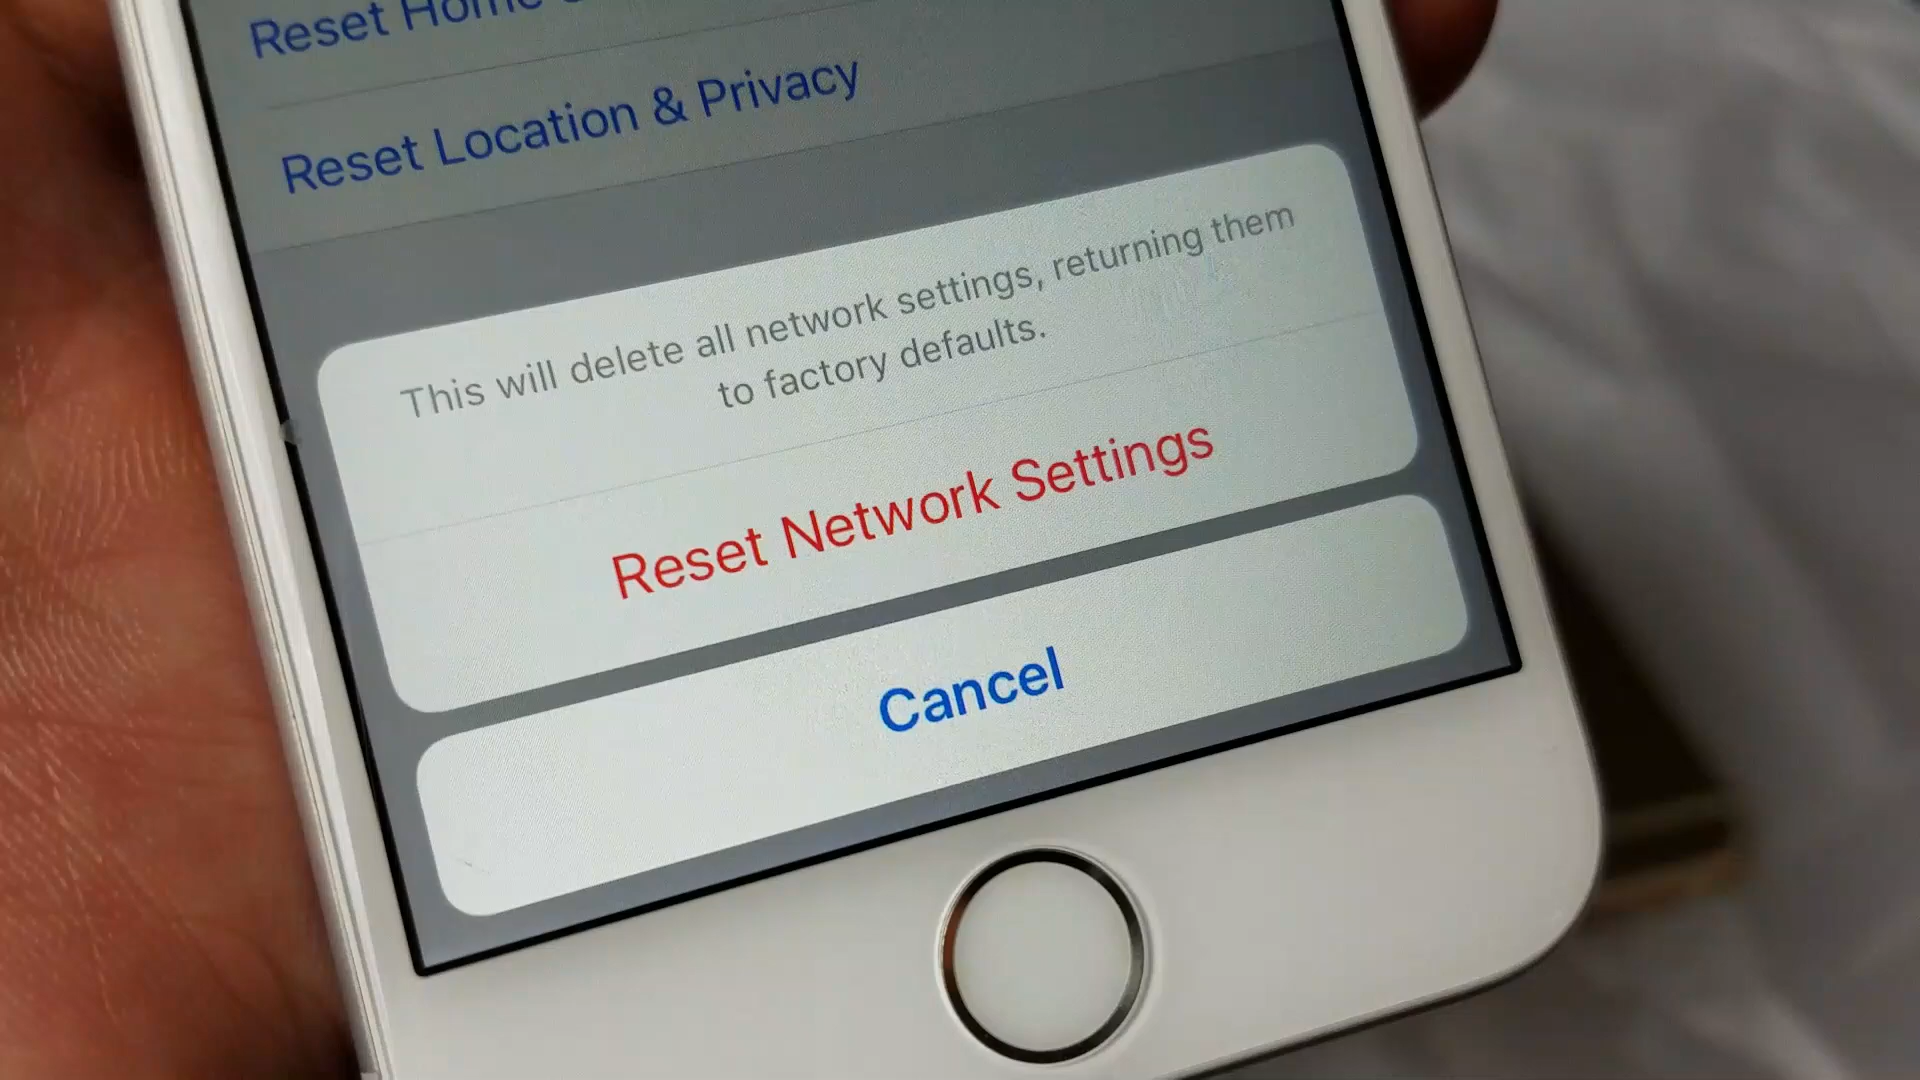 Reset Home
Reset Location & Privacy
This will delete all network settings, returning them
to factory defaults.
Reset Network Settings
Cancel